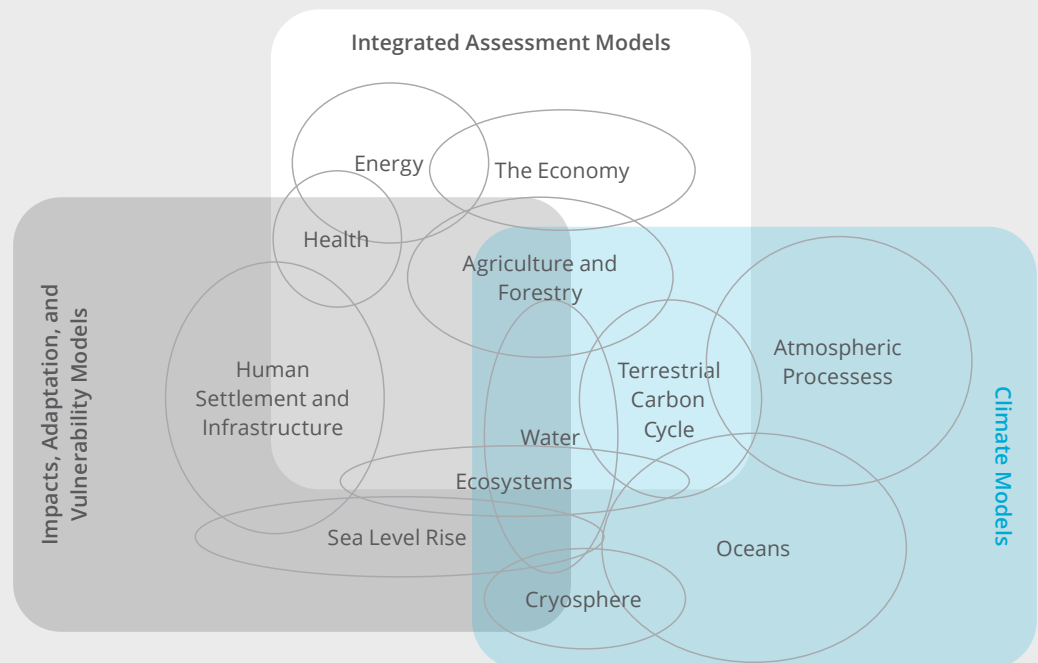 Integrated Assessment Models
Energy
The Economy
Health
Agriculture and
Forestry
Impacts, Adaptation, and
Vulnerability Models
Human
Settlement and
Infrastructure
Terrestrial
Carbon
Cycle
Atmospheric
Processess
Climate Models
Water
Ecosystems
Sea Level Rise
Oceans
Cryosphere